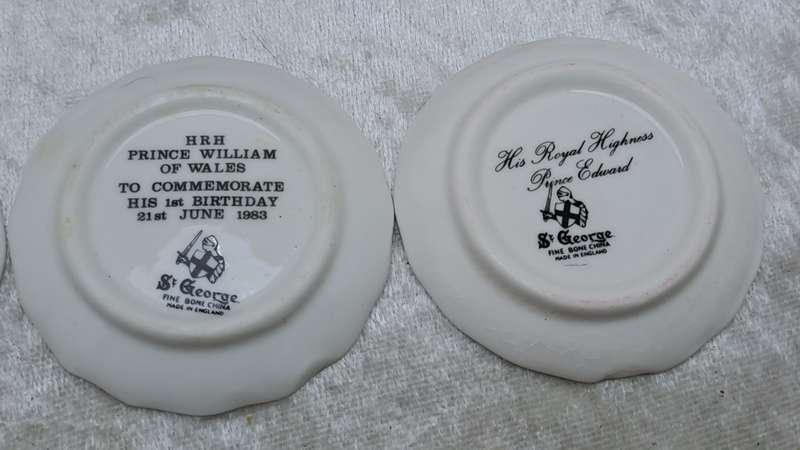 HRH
PRINCE WILLIAM
OF WALES
TO COMMEMORATE
HIS 1st BIRTHDAY
21st JUNE 1983
St George
FINE BONE CHINA
MADE IN ENGLAND
His Royal Highness
Prince Edward
St George
FINE BONE CHINA
MADE IN ENGLAND